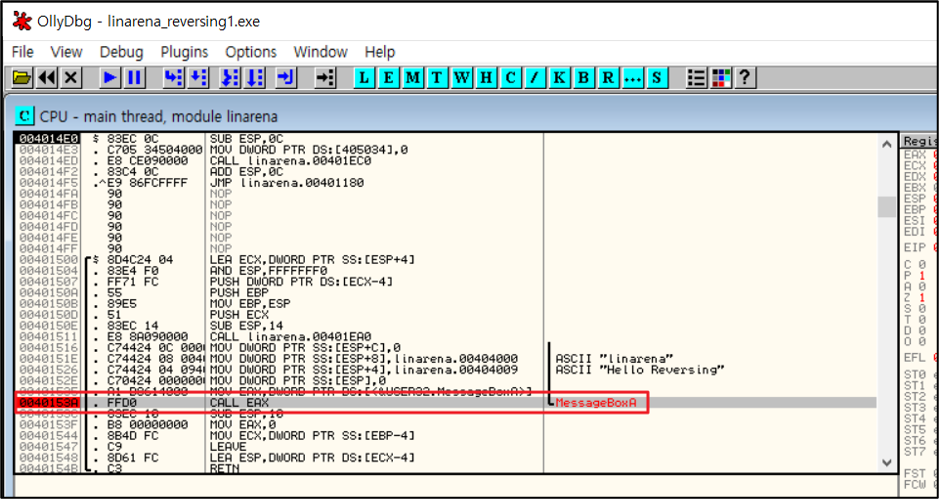 OllyDbg - linarena_reversing1.exe
File View Debug Plugins Options Window Help
L E M T W H C / K B R ... S ?
C CPU - main thread, module linarena
004014E0 $ 83EC 0C SUB ESP,0C
004014E3 . C705 34504000 MOV DWORD PTR DS:[405034],0
004014ED . E8 CE090000 CALL linarena.00401EC0
004014F2 . 83C4 0C ADD ESP,0C
004014F5 .^E9 86FCFFFF JMP linarena.00401180
004014FA 90 NOP
004014FB 90 NOP
004014FC 90 NOP
004014FD 90 NOP
004014FE 90 NOP
004014FF 90 NOP
00401500 $ 8D4C24 04 LEA ECX,DWORD PTR SS:[ESP+4]
00401504 . 83E4 F0 AND ESP,FFFFFFF0
00401507 . FF71 FC PUSH DWORD PTR DS:[ECX-4]
0040150A . 55 PUSH EBP
0040150B . 89E5 MOV EBP,ESP
0040150D . 51 PUSH ECX
0040150E . 83EC 14 SUB ESP,14
00401511 . E8 8A090000 CALL linarena.00401EA0
00401516 . C74424 0C 000 MOV DWORD PTR SS:[ESP+C],0
0040151E . C74424 08 004 MOV DWORD PTR SS:[ESP+8],linarena.00404000 ASCII "linarena"
00401526 . C74424 04 094 MOV DWORD PTR SS:[ESP+4],linarena.00404009 ASCII "Hello Reversing"
0040152E . C70424 000000 MOV DWORD PTR SS:[ESP],0
00401535 . A1 D8614000 MOV EAX,DWORD PTR DS:[<&USER32.MessageBoxA>]
0040153A . FFD0 CALL EAX MessageBoxA
0040153C . 83EC 10 SUB ESP,10
0040153F . B8 00000000 MOV EAX,0
00401544 . 8B4D FC MOV ECX,DWORD PTR SS:[EBP-4]
00401547 . C9 LEAVE
00401548 . 8D61 FC LEA ESP,DWORD PTR DS:[ECX-4]
0040154B . C3 RETN
Regis
EAX
ECX
EDX
EBX
ESP
EBP
ESI
EDI
EIP
C 0
P 1
A 0
Z 1
S 0
T 0
D 0
O 0
EFL
ST0
ST1
ST2
ST3
ST4
ST5
ST6
ST7
FST
FCW